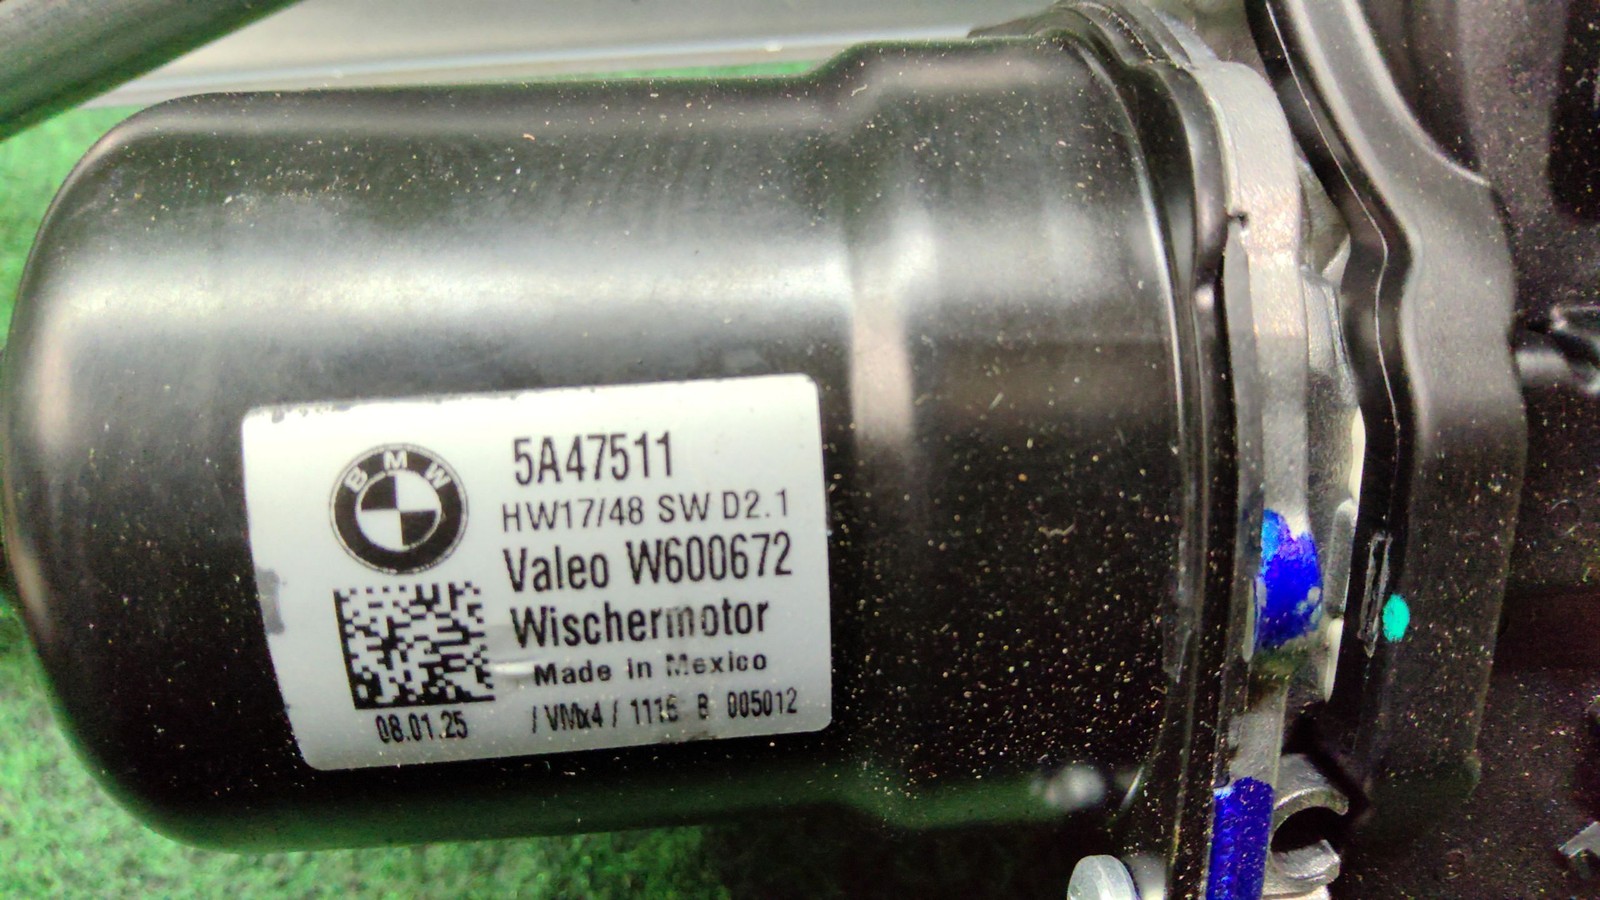 BMW
5A47511
HW17/48 SW D2.1
Valeo W600672
Wischermotor
Made in Mexico
08.01.25
/ VMx4 / 1116 B 005012